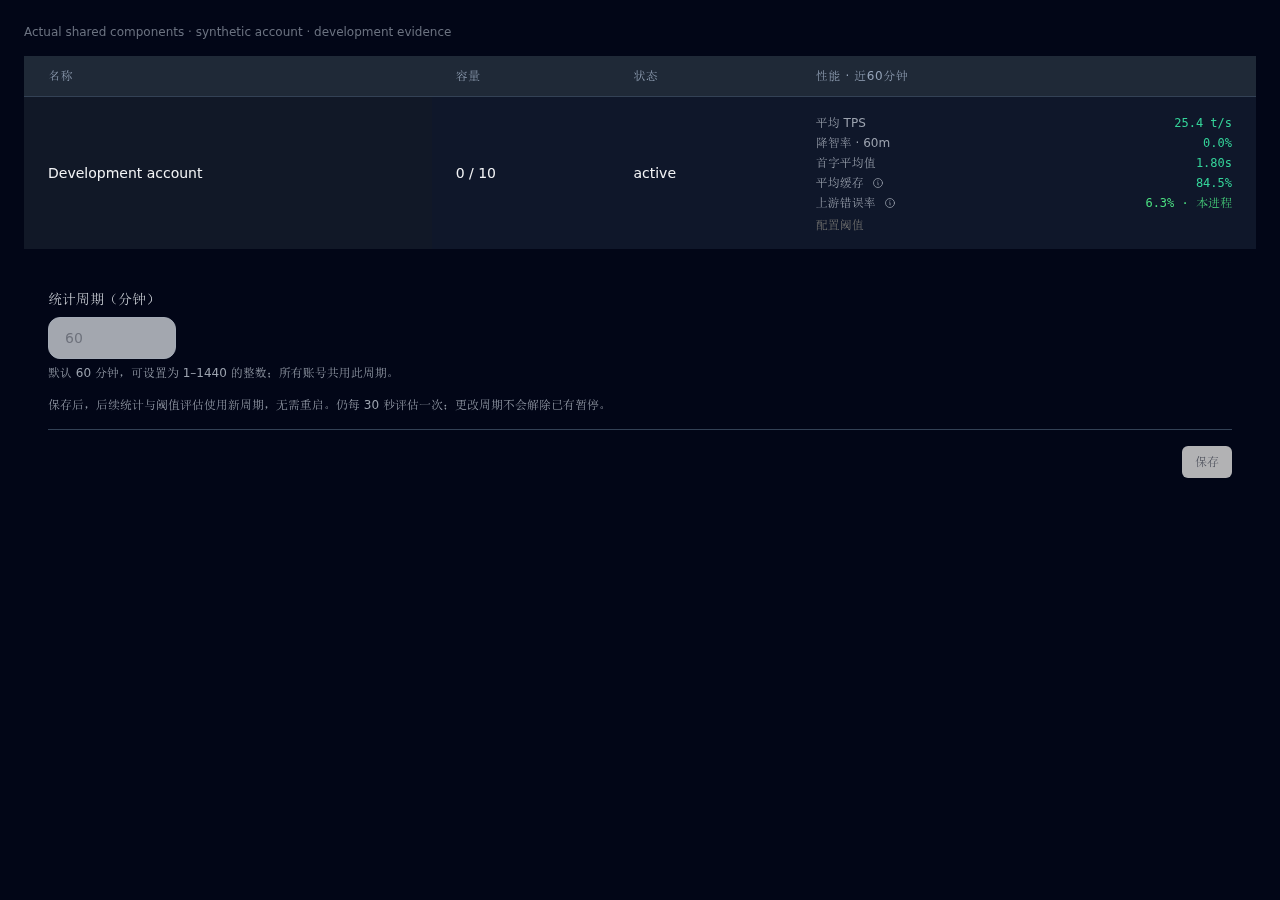 Actual shared components · synthetic account · development evidence
名称 容量 状态 性能 · 近60分钟
平均 TPS 25.4 t/s
降智率 · 60m 0.0%
首字平均值 1.80s
Development account 0 / 10 active
平均缓存 84.5%
上游错误率 6.3% · 本进程
配置阈值
统计周期（分钟）
60
默认 60 分钟，可设置为 1–1440 的整数；所有账号共用此周期。
保存后，后续统计与阈值评估使用新周期，无需重启。仍每 30 秒评估一次；更改周期不会解除已有暂停。
保存